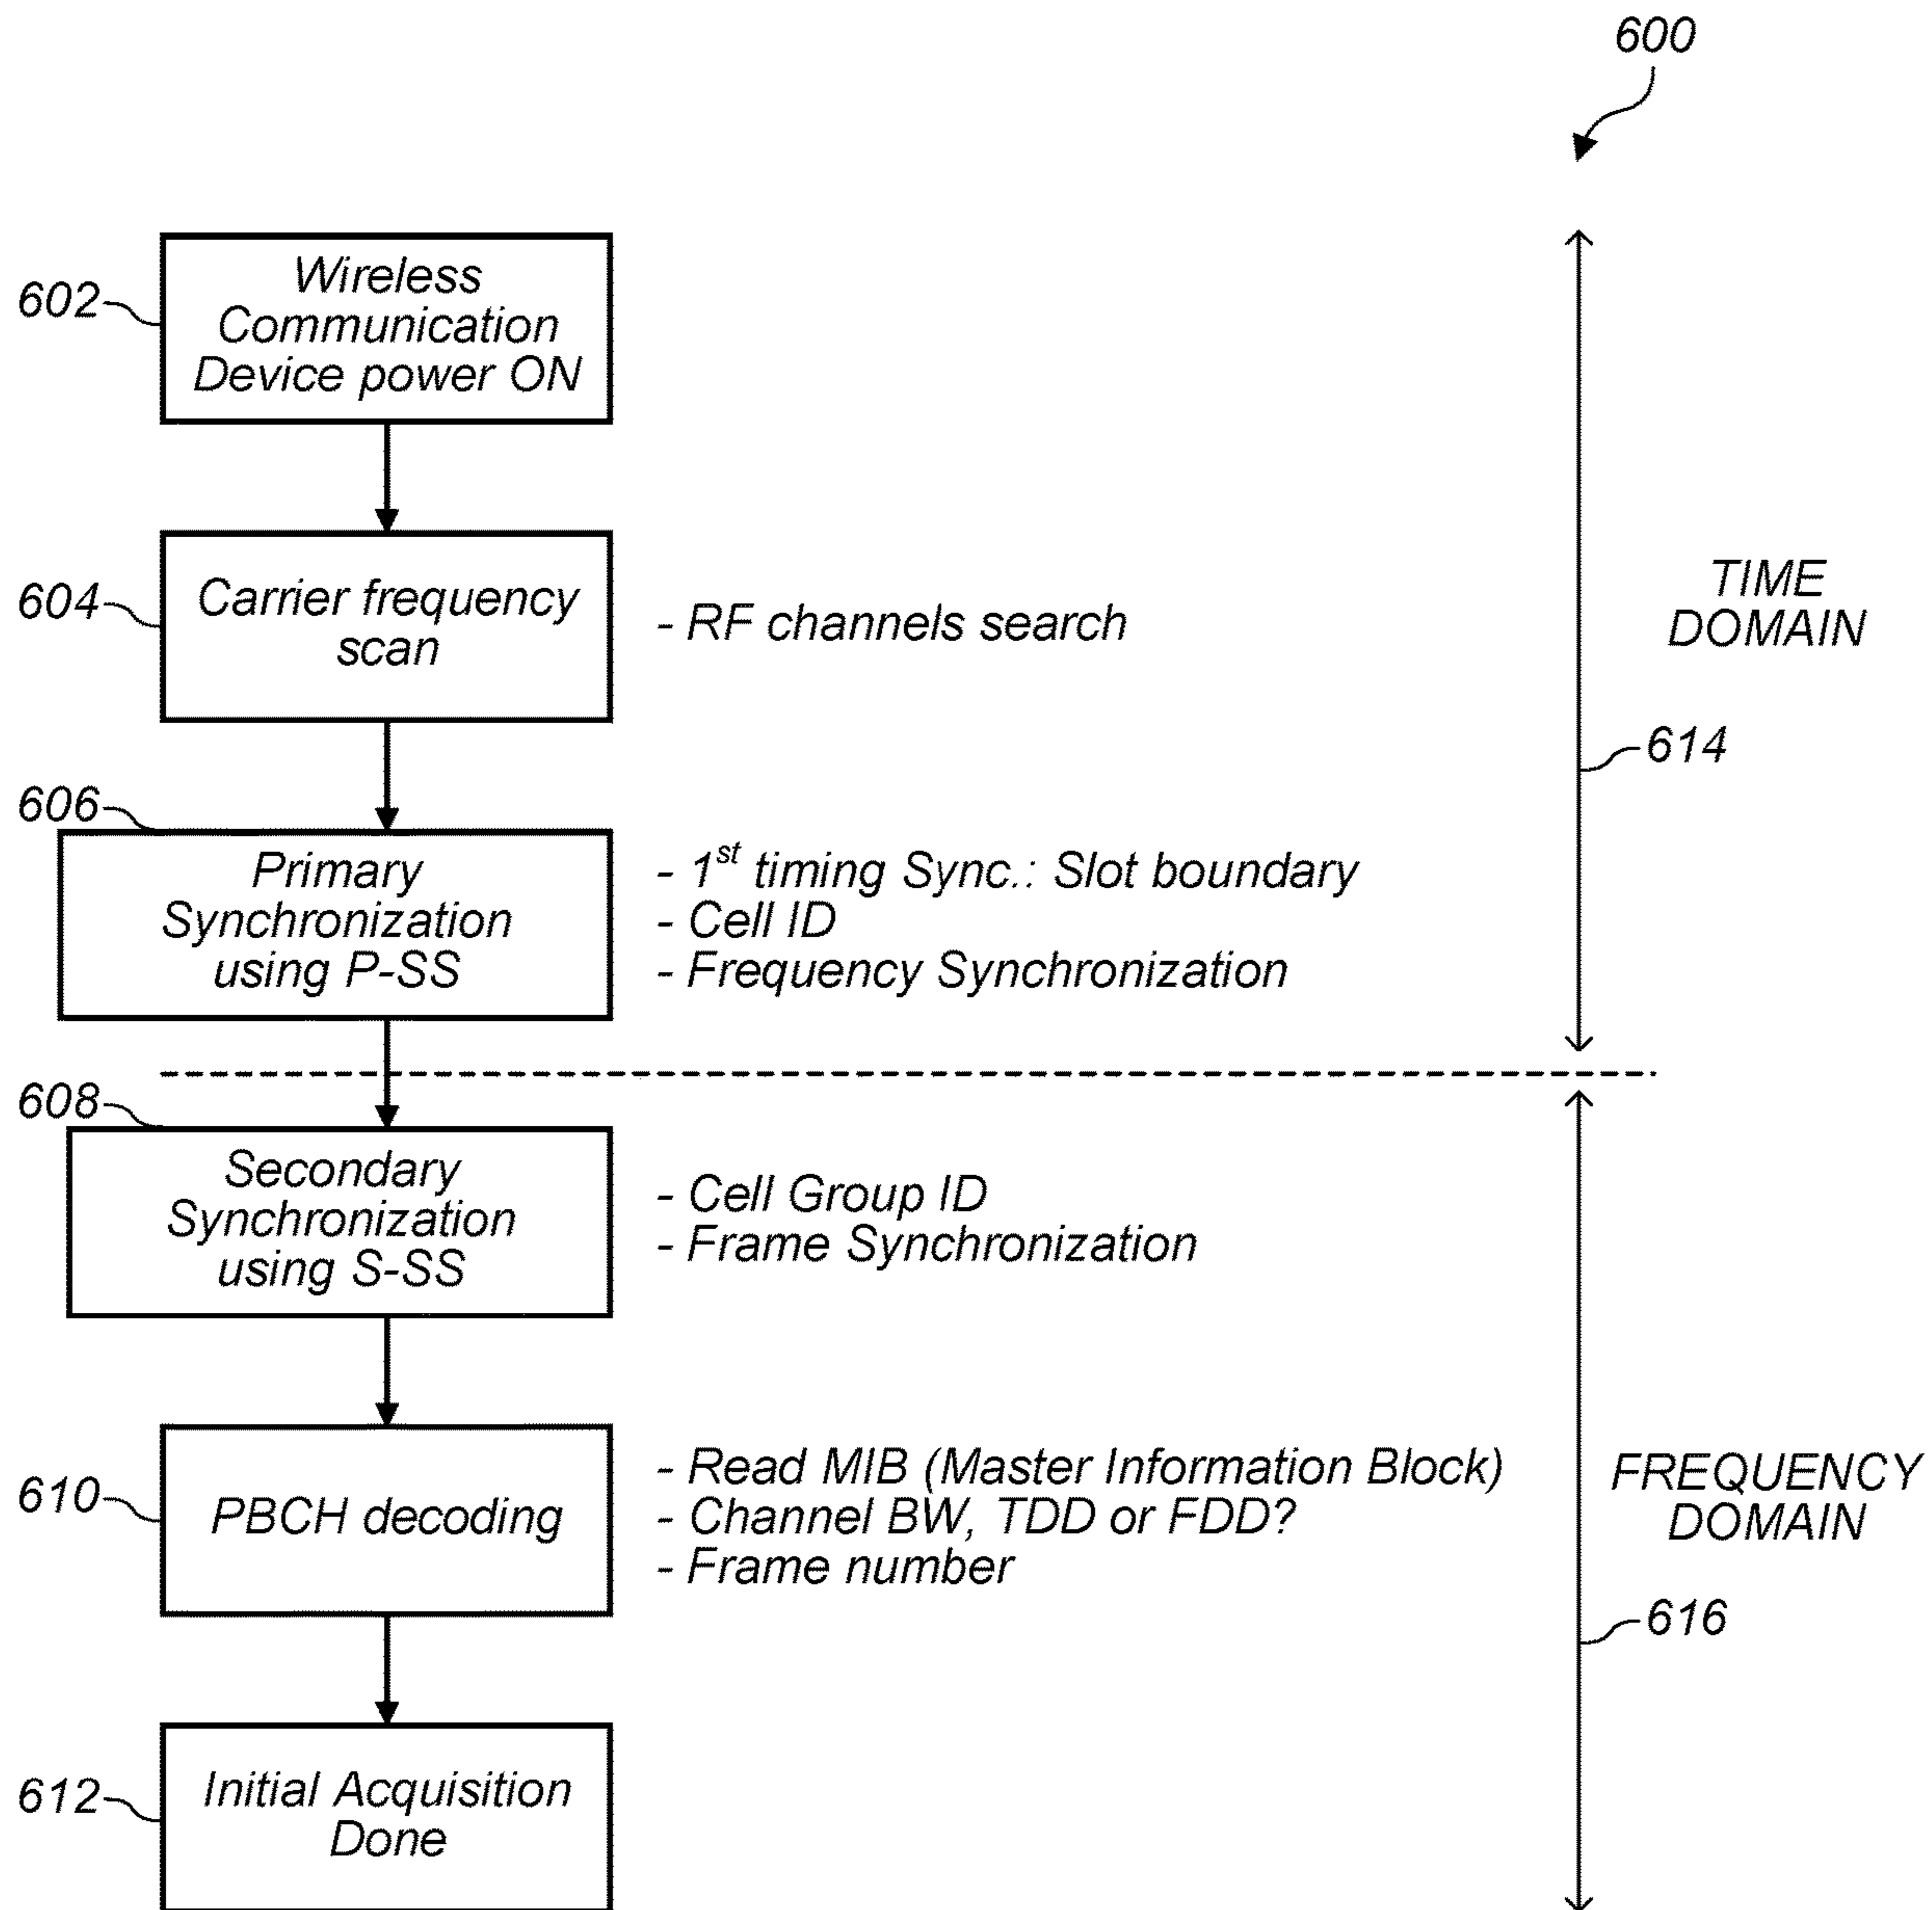 600
602
Wireless
Communication
Device power ON
604
Carrier frequency
scan
- RF channels search
TIME
DOMAIN
614
606
Primary
Synchronization
using P-SS
- 1st timing Sync.: Slot boundary
- Cell ID
- Frequency Synchronization
608
Secondary
Synchronization
using S-SS
- Cell Group ID
- Frame Synchronization
610
PBCH decoding
- Read MIB (Master Information Block)
- Channel BW, TDD or FDD?
- Frame number
FREQUENCY
DOMAIN
616
612
Initial Acquisition
Done